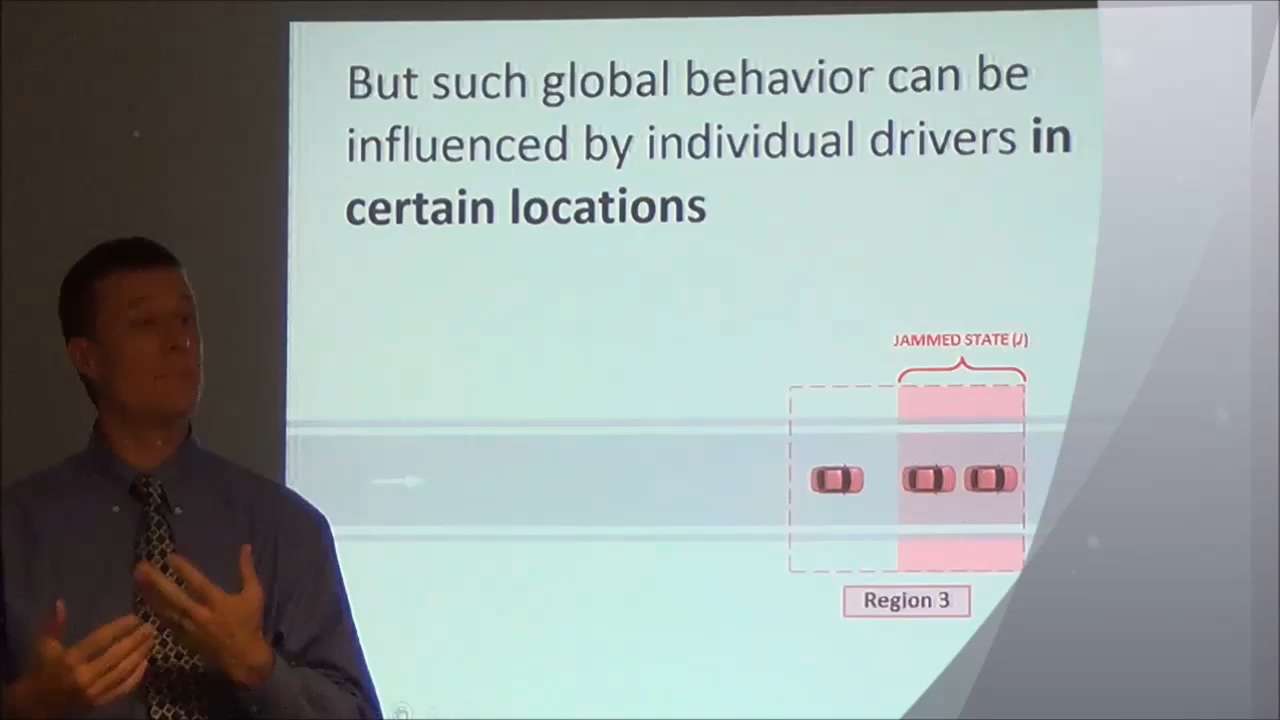 But such global behavior can be
influenced by individual drivers in
certain locations
JAMMED STATE (J)
Region 3